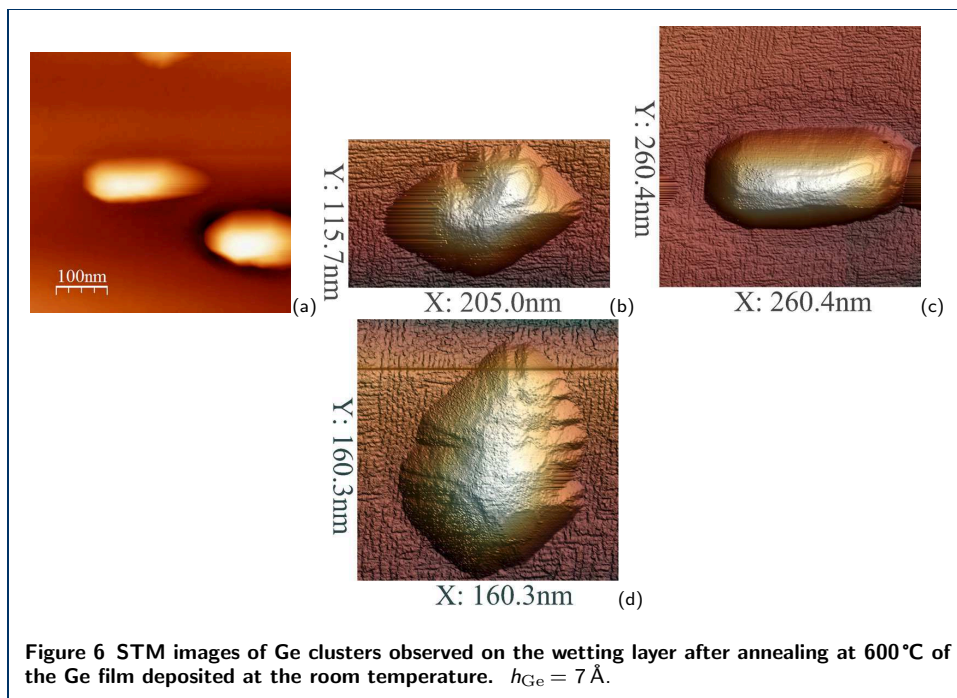 100nm
(a)
Y: 115.7nm
X: 205.0nm
(b)
Y: 260.4nm
X: 260.4nm
(c)
Y: 160.3nm
X: 160.3nm
(d)
Figure 6 STM images of Ge clusters observed on the wetting layer after annealing at 600°C of
the Ge film deposited at the room temperature. hGe = 7 Å.